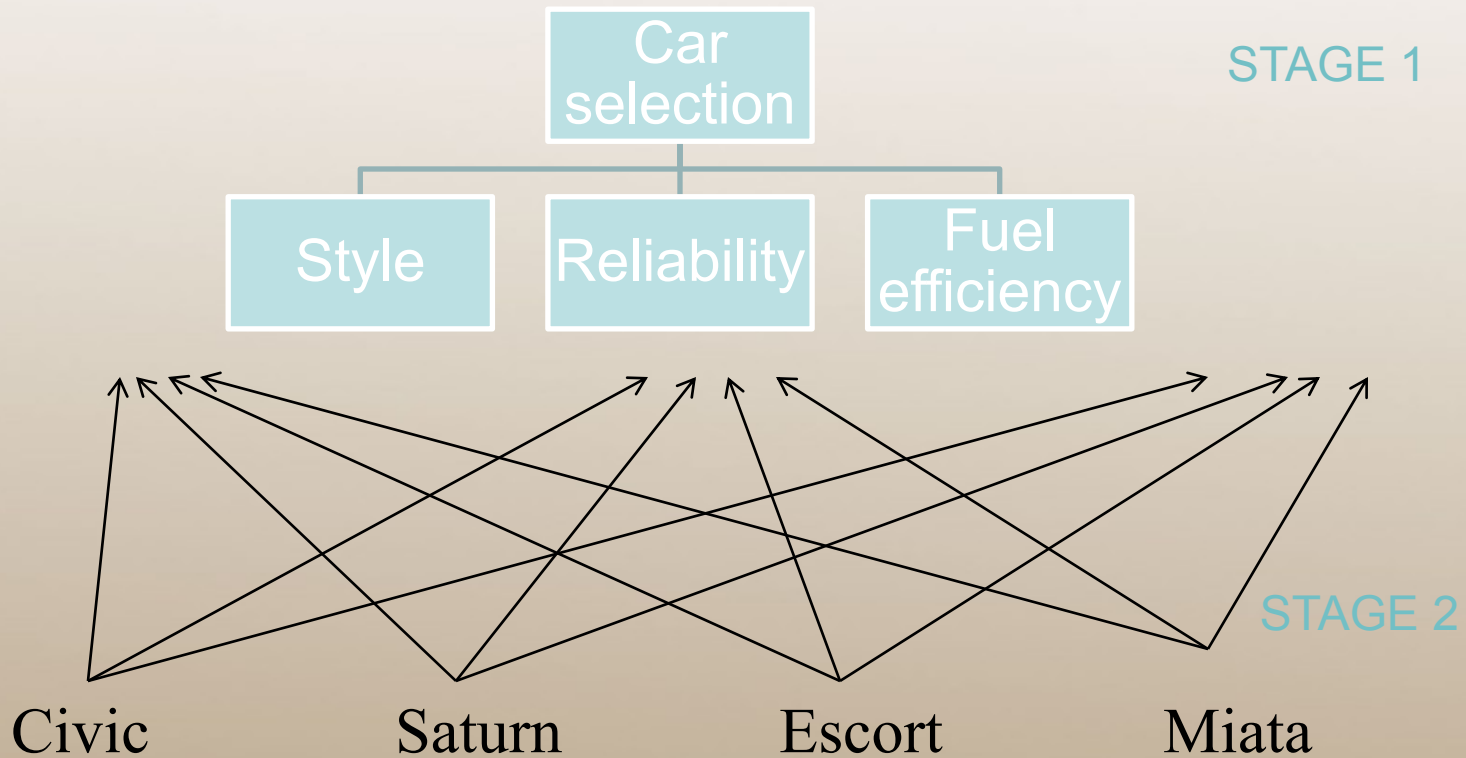 Car
selection
STAGE 1
Style
Reliability
Fuel
efficiency
STAGE 2
Civic
Saturn
Escort
Miata